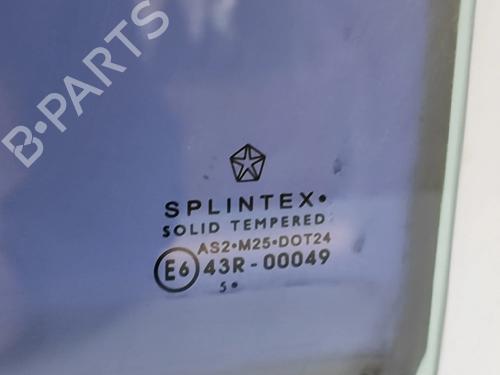 B-PARTS
SPLINTEX•
SOLID TEMPERED
AS2•M25•DOT24
E6 43R-00049
5•